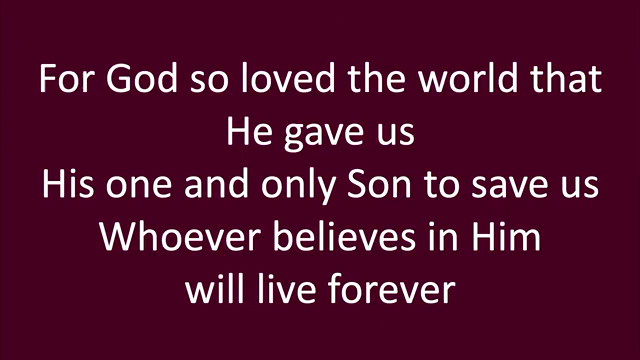 For God so loved the world that
He gave us
His one and only Son to save us
Whoever believes in Him
will live forever